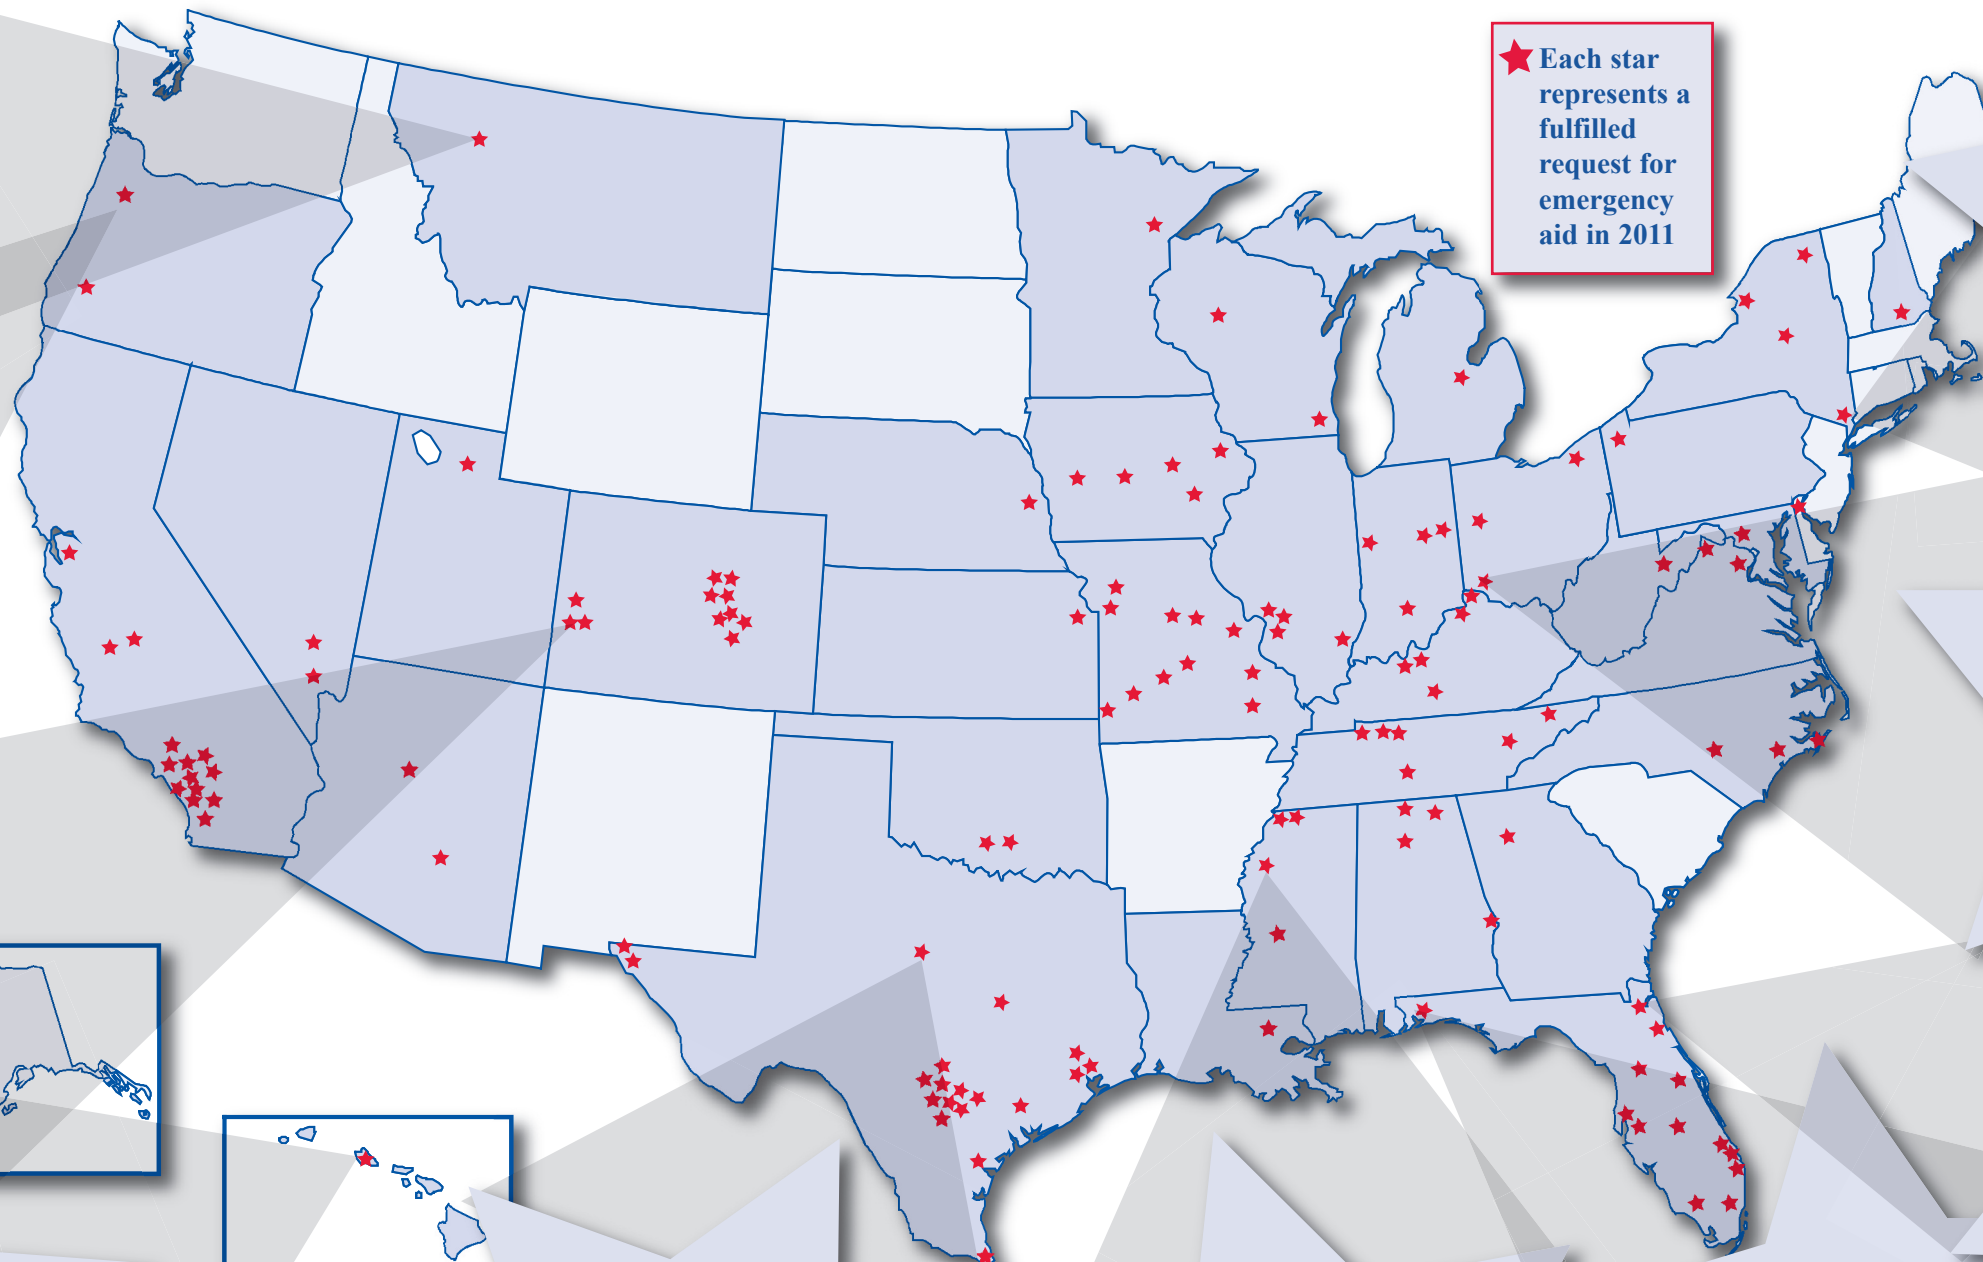 Each star
represents a
fulfilled
request for
emergency
aid in 2011